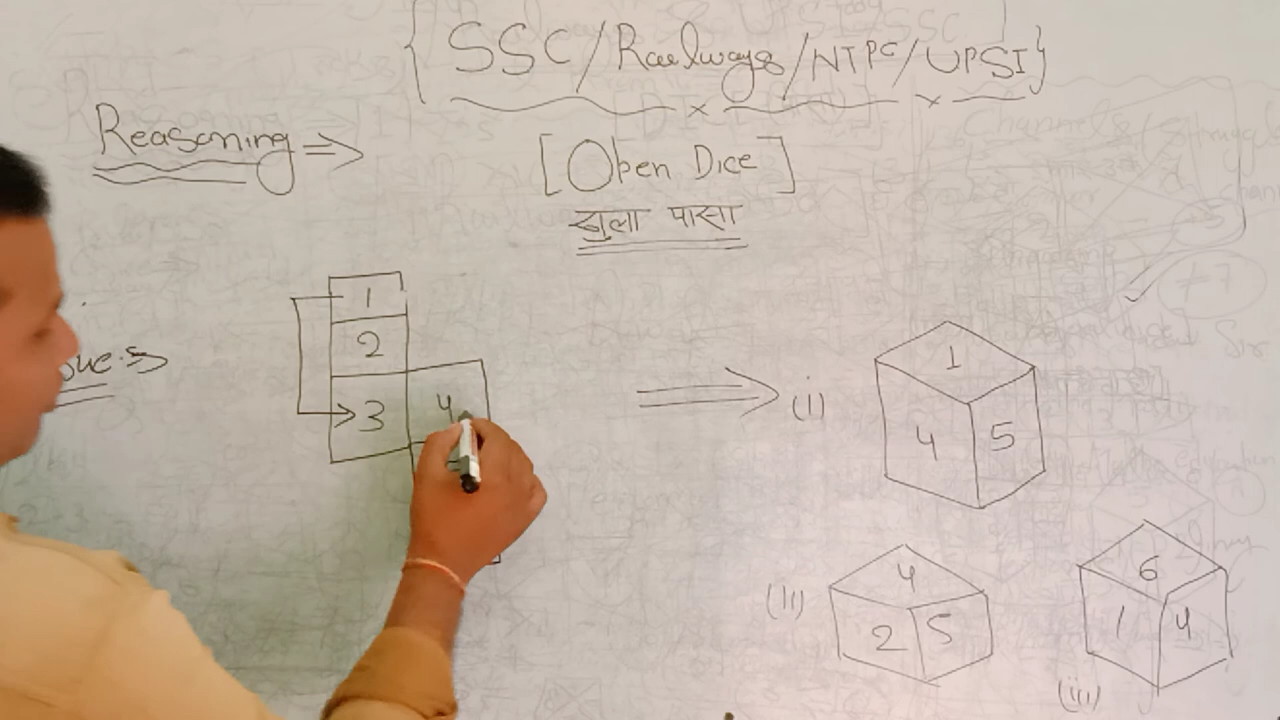 {SSC/Railways/NTPC/UPSI}
Reasoning ⇒
[Open Dice]
खुला पासा
1
2
3 4
⇒ (i)
1
4 5
(ii)
4
2 5
6
1 4
(iii)